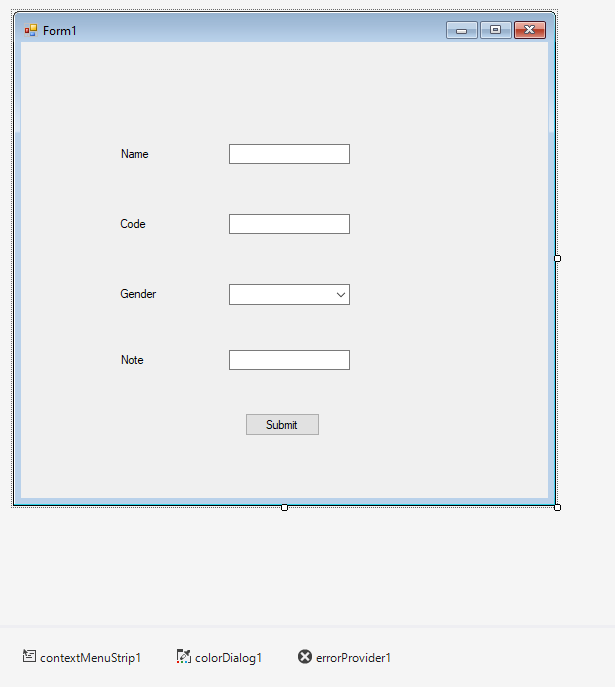 Form1
Name
Code
Gender
Note
Submit
contextMenuStrip1 colorDialog1 errorProvider1